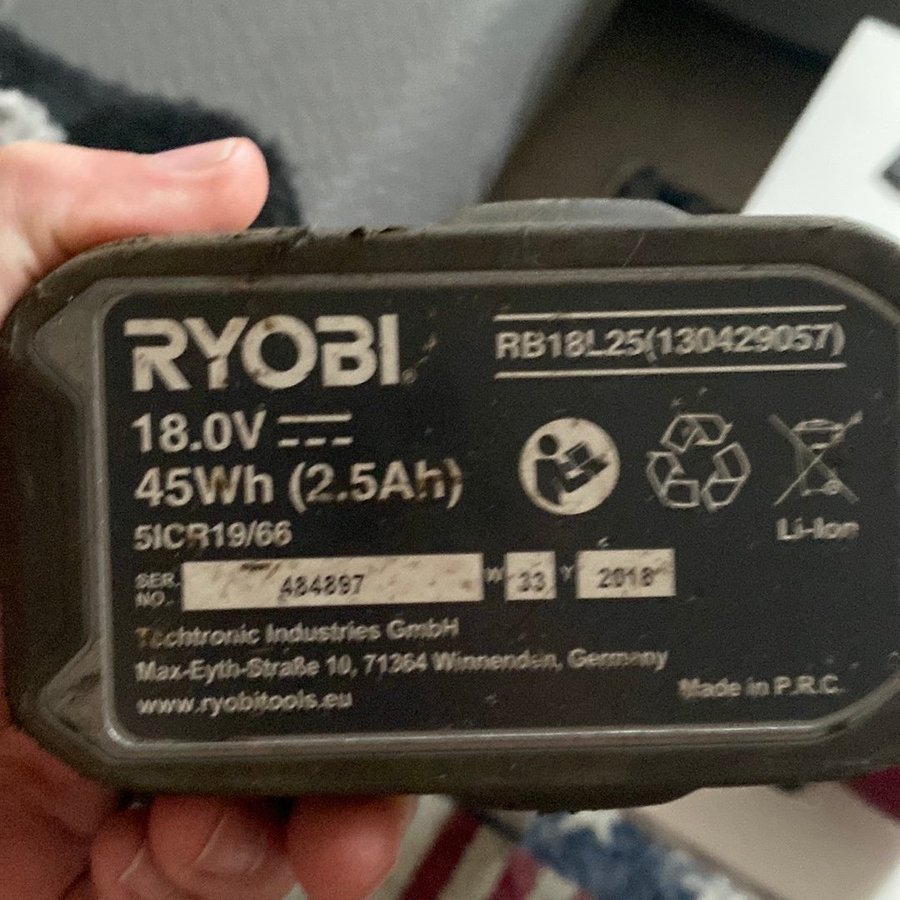 RYOBI
RB18L25(130429057)
18.0V
45Wh (2.5Ah)
5ICR19/66
Li-Ion
SER. NO. 484897 W 33 Y 2018
Techtronic Industries GmbH
Max-Eyth-Straße 10, 71364 Winnenden, Germany
www.ryobitools.eu
Made in P.R.C.